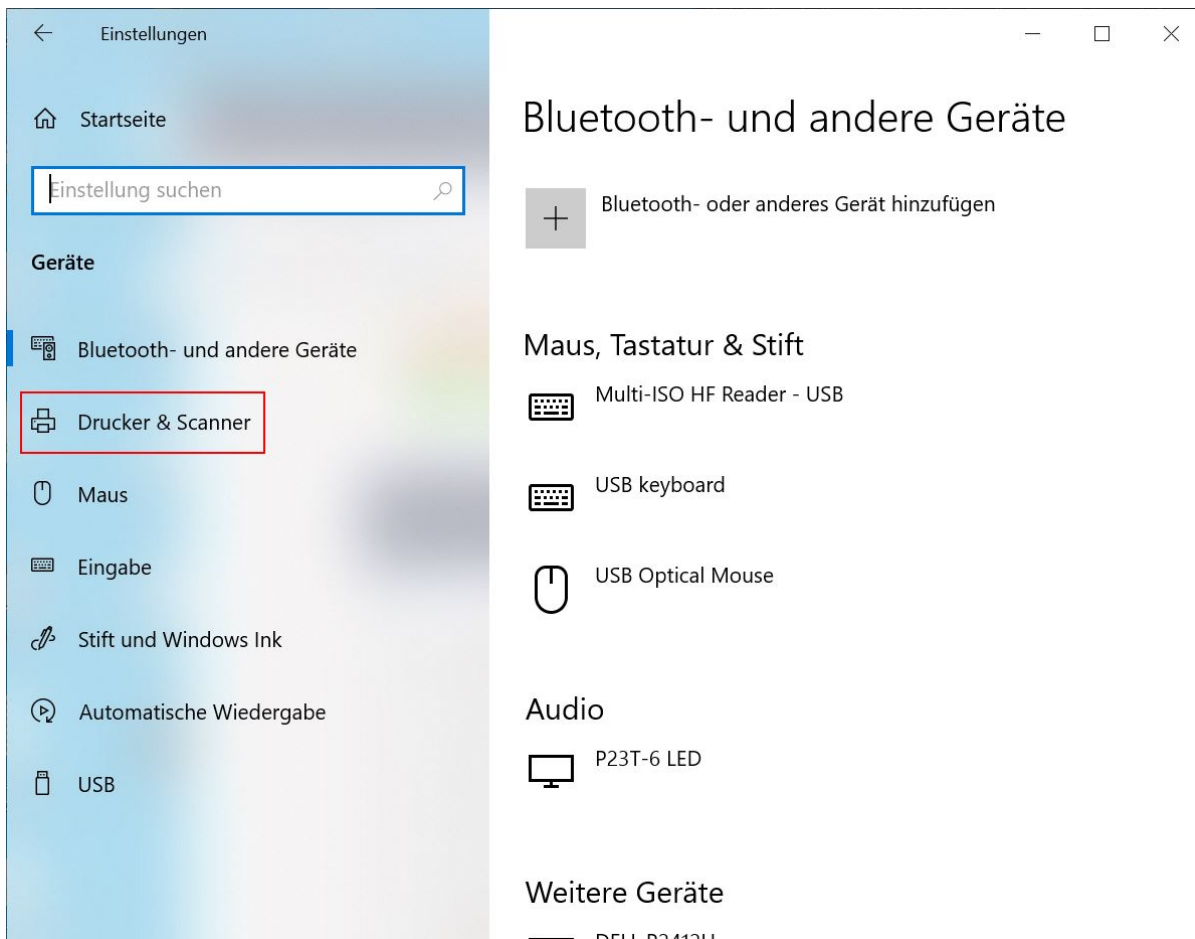 Einstellungen
Startseite
Einstellung suchen
Geräte
Bluetooth- und andere Geräte
Drucker & Scanner
Maus
Eingabe
Stift und Windows Ink
Automatische Wiedergabe
USB
Bluetooth- und andere Geräte
Bluetooth- oder anderes Gerät hinzufügen
Maus, Tastatur & Stift
Multi-ISO HF Reader - USB
USB keyboard
USB Optical Mouse
Audio
P23T-6 LED
Weitere Geräte